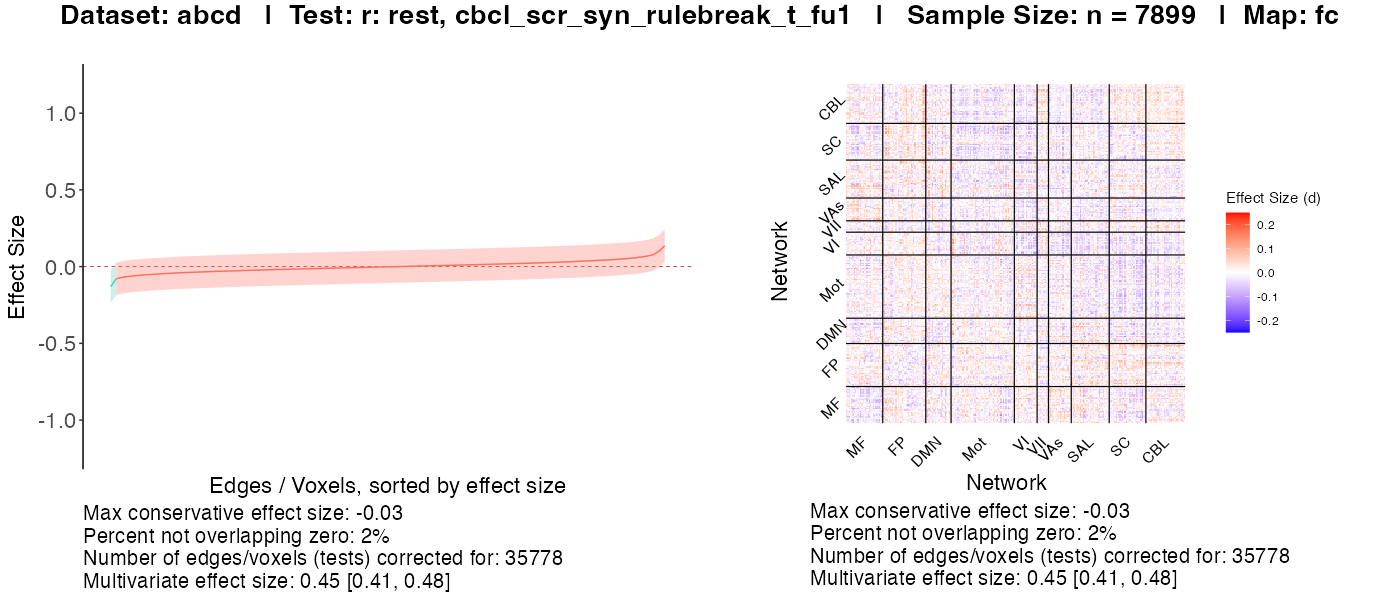 Dataset: abcd | Test: r: rest, cbcl_scr_syn_rulebreak_t_fu1 | Sample Size: n = 7899 | Map: fc
Effect Size
1.0
0.5
0.0
-0.5
-1.0
Edges / Voxels, sorted by effect size
Max conservative effect size: -0.03
Percent not overlapping zero: 2%
Number of edges/voxels (tests) corrected for: 35778
Multivariate effect size: 0.45 [0.41, 0.48]
Network
CBL
SC
SAL
VAs
VII
VI
Mot
DMN
FP
MF
MF
FP
DMN
Mot
VI
VII
VAs
SAL
SC
CBL
Network
Effect Size (d)
0.2
0.1
0.0
-0.1
-0.2
Max conservative effect size: -0.03
Percent not overlapping zero: 2%
Number of edges/voxels (tests) corrected for: 35778
Multivariate effect size: 0.45 [0.41, 0.48]